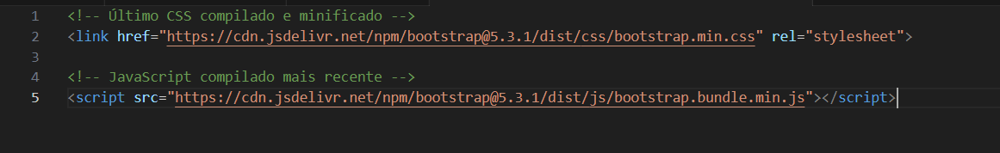 1 <!-- Último CSS compilado e minificado -->
2 <link href="https://cdn.jsdelivr.net/npm/bootstrap@5.3.1/dist/css/bootstrap.min.css" rel="stylesheet">
3
4 <!-- JavaScript compilado mais recente -->
5 <script src="https://cdn.jsdelivr.net/npm/bootstrap@5.3.1/dist/js/bootstrap.bundle.min.js"></script>